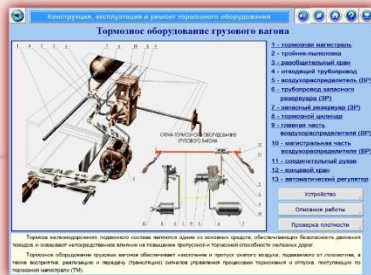 Конструкция, эксплуатация и ремонт тормозного оборудования
Тормозное оборудование грузового вагона
1 - тормозная магистраль
2 - тройник-пылеловка
3 - разобщительный кран
4 - отводящий трубопровод
5 - воздухораспределитель (ВР)
6 - трубопровод запасного
резервуара (ЗР)
7 - запасный резервуар (ЗР)
8 - тормозной цилиндр
9 - главная часть
воздухораспределителя (ВР)
10 - магистральная часть
воздухораспределителя (ВР)
11 - соединительный рукав
12 - концевой кран
13 - автоматический регулятор
СХЕМА ТОРМОЗНОГО ОБОРУДОВАНИЯ
ГРУЗОВОГО ВАГОНА
Устройство
Описание работы
Проверка плотности
Тормоза железнодорожного подвижного состава являются одним из основных средств, обеспечивающих безопасность движения
поездов, и оказывают непосредственное влияние на повышение пропускной и провозной способности железных дорог.
Тормозное оборудование грузовых вагонов обеспечивает накопление и пропуск сжатого воздуха, подаваемого от локомотива, а
также восприятие, реализацию и передачу (трансляцию) сигналов управления процессами торможения и отпуска, поступающих по
тормозной магистрали (ТМ).